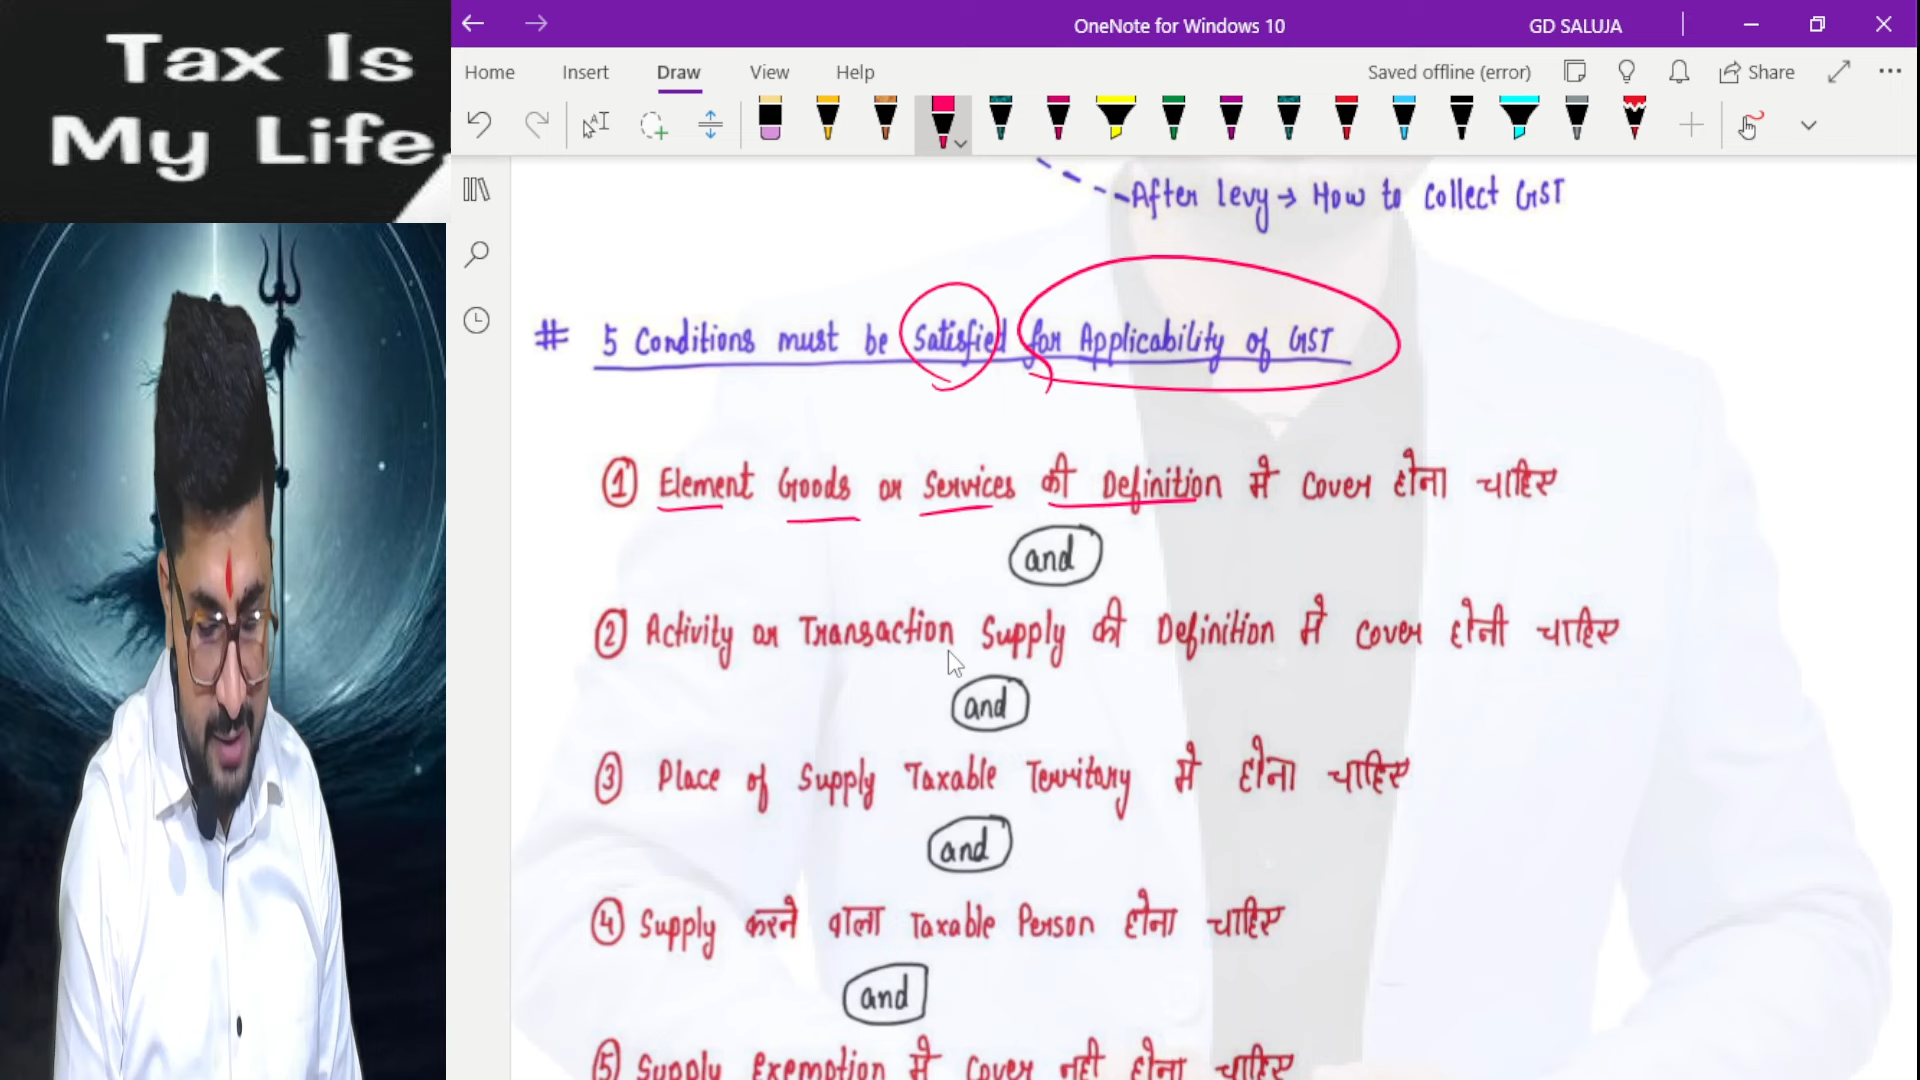 Tax Is
My Life.
OneNote for Windows 10
GD SALUJA
Home Insert Draw View Help
Saved offline (error)
Share
After Levy → How to Collect GST
# 5 Conditions must be Satisfied for Applicability of GST
① Element Goods or Services की Definition में Cover होना चाहिए
and
② Activity or Transaction Supply की Definition में Cover होनी चाहिए
and
③ Place of Supply Taxable Territory में होना चाहिए
and
④ Supply करने वाला Taxable Person होना चाहिए
and
⑤ Supply Exemption में Cover नहीं होना चाहिए